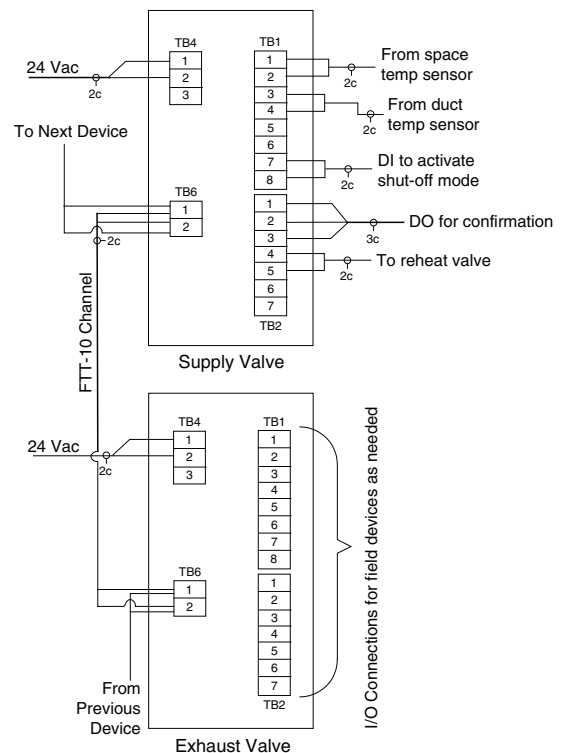 TB4
TB1
1
2
3
1
2
3
4
5
6
7
8
24 Vac
2c
From space
temp sensor
2c
From duct
temp sensor
2c
To Next Device
DI to activate
shut-off mode
2c
TB6
1
2
2c
1
2
3
4
5
6
7
TB2
DO for confirmation
3c
To reheat valve
2c
FTT-10 Channel
Supply Valve
TB4
TB1
1
2
3
1
2
3
4
5
6
7
8
24 Vac
2c
TB6
1
2
1
2
3
4
5
6
7
TB2
I/O Connections for field devices as needed
From
Previous
Device
Exhaust Valve